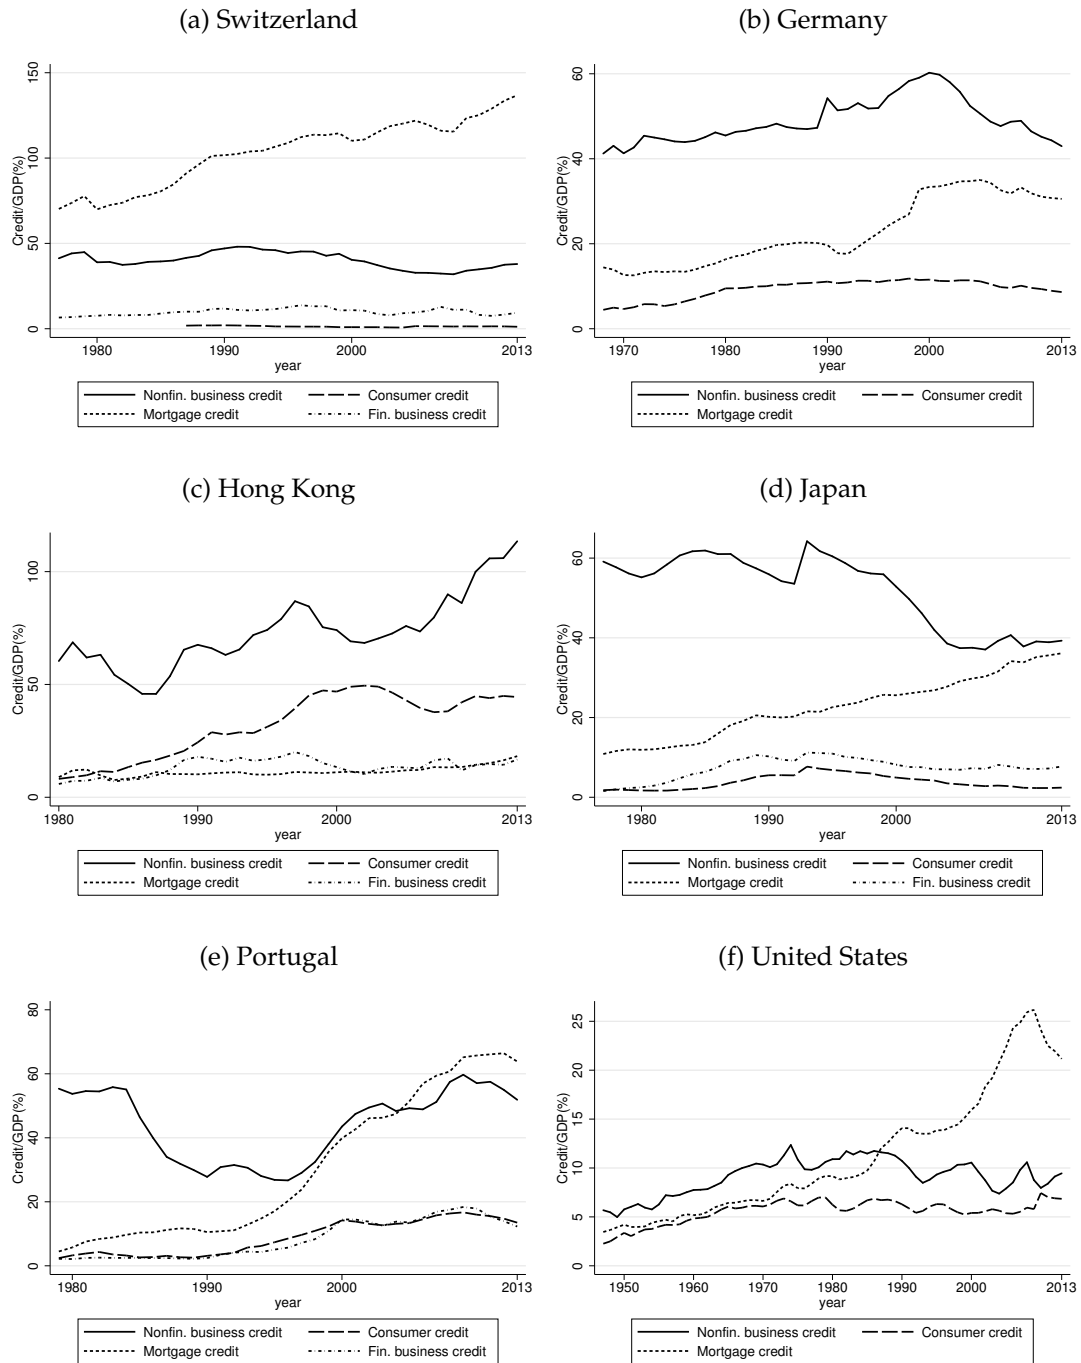 (a) Switzerland
Credit/GDP(%)
150
100
50
0
1980 1990 2000 2013
year
Nonfin. business credit Consumer credit
Mortgage credit Fin. business credit
(b) Germany
Credit/GDP(%)
60
40
20
0
1970 1980 1990 2000 2013
year
Nonfin. business credit Consumer credit
Mortgage credit
(c) Hong Kong
Credit/GDP(%)
100
50
0
1980 1990 2000 2013
year
Nonfin. business credit Consumer credit
Mortgage credit Fin. business credit
(d) Japan
Credit/GDP(%)
60
40
20
0
1980 1990 2000 2013
year
Nonfin. business credit Consumer credit
Mortgage credit Fin. business credit
(e) Portugal
Credit/GDP(%)
80
60
40
20
0
1980 1990 2000 2013
year
Nonfin. business credit Consumer credit
Mortgage credit Fin. business credit
(f) United States
Credit/GDP(%)
25
20
15
10
5
0
1950 1960 1970 1980 1990 2000 2013
year
Nonfin. business credit Consumer credit
Mortgage credit